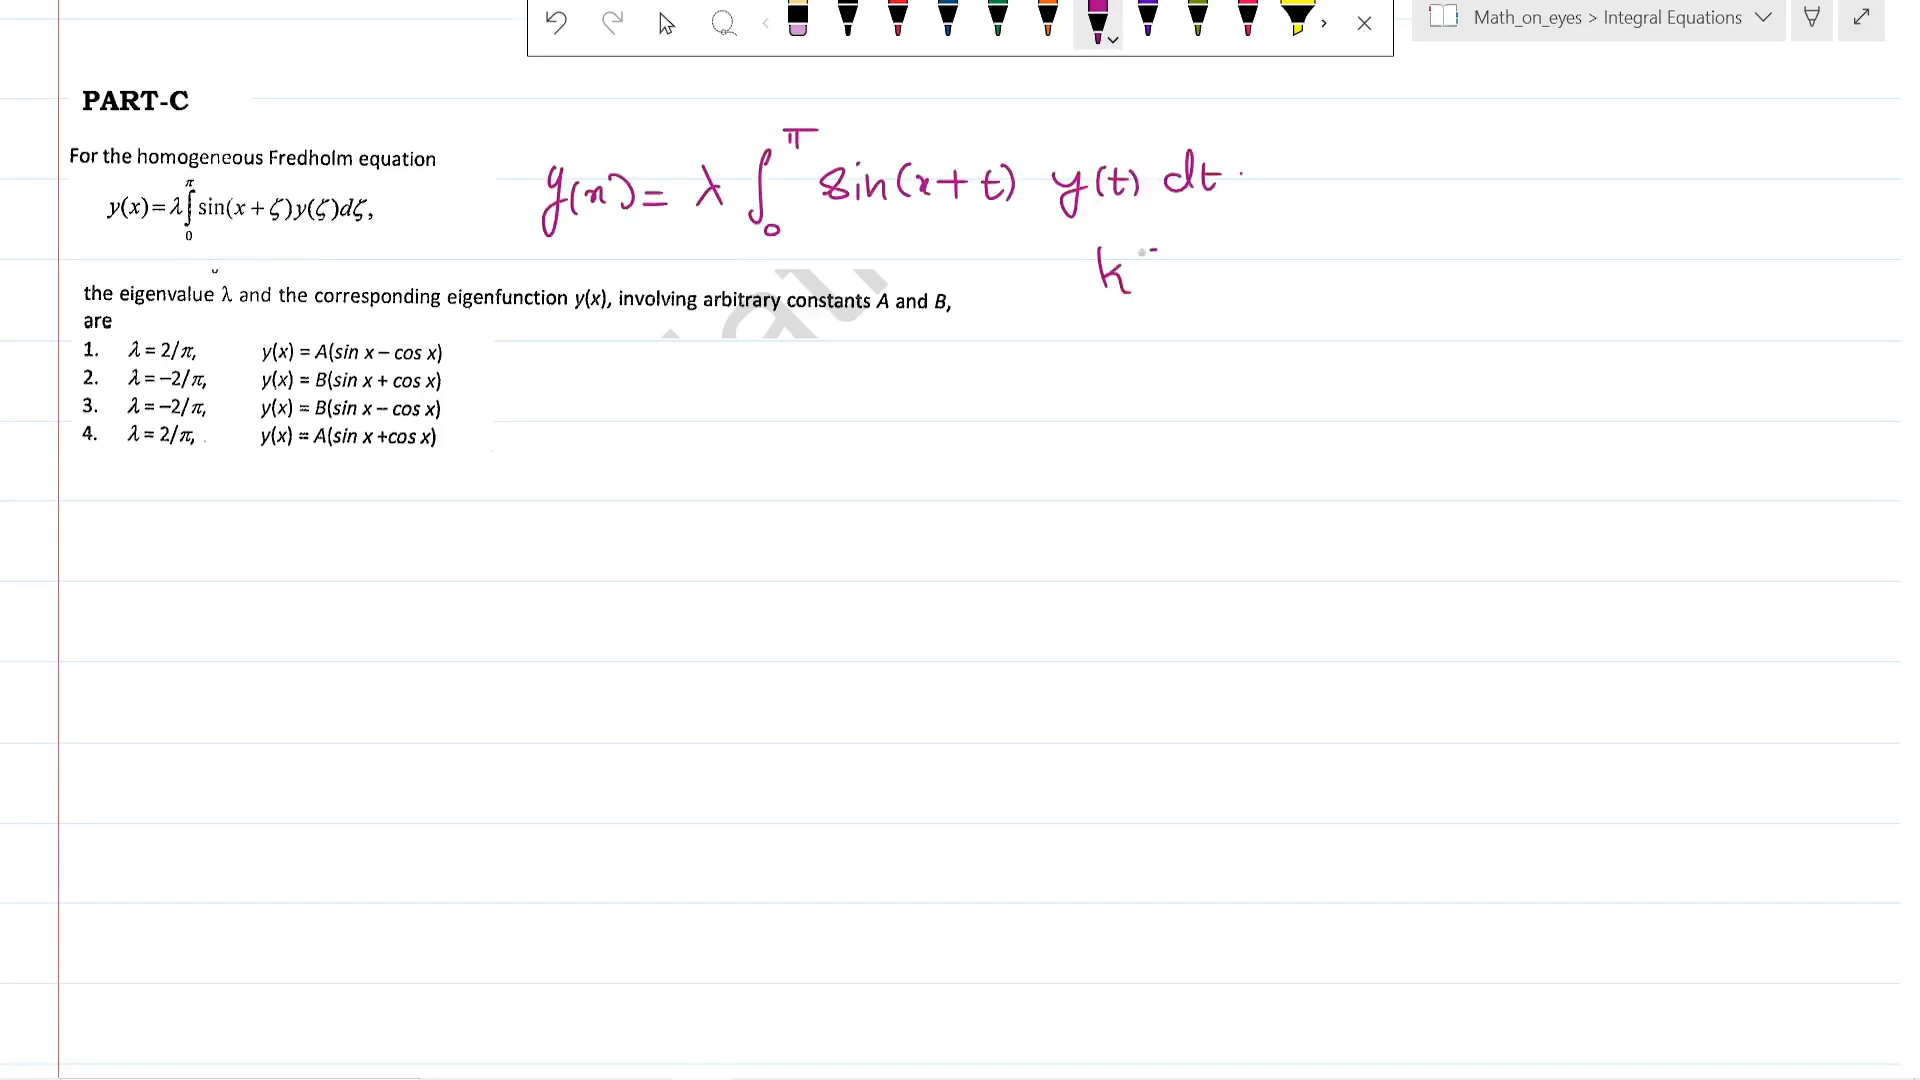 Math_on_eyes > Integral Equations
PART-C
For the homogeneous Fredholm equation
y(x)=λ∫₀^π sin(x+ζ)y(ζ)dζ,
y(x) = λ ∫₀^π sin(x+t) y(t) dt.
k
the eigenvalue λ and the corresponding eigenfunction y(x), involving arbitrary constants A and B,
are
1. λ = 2/π, y(x) = A(sin x – cos x)
2. λ = –2/π, y(x) = B(sin x + cos x)
3. λ = –2/π, y(x) = B(sin x – cos x)
4. λ = 2/π, y(x) = A(sin x +cos x)